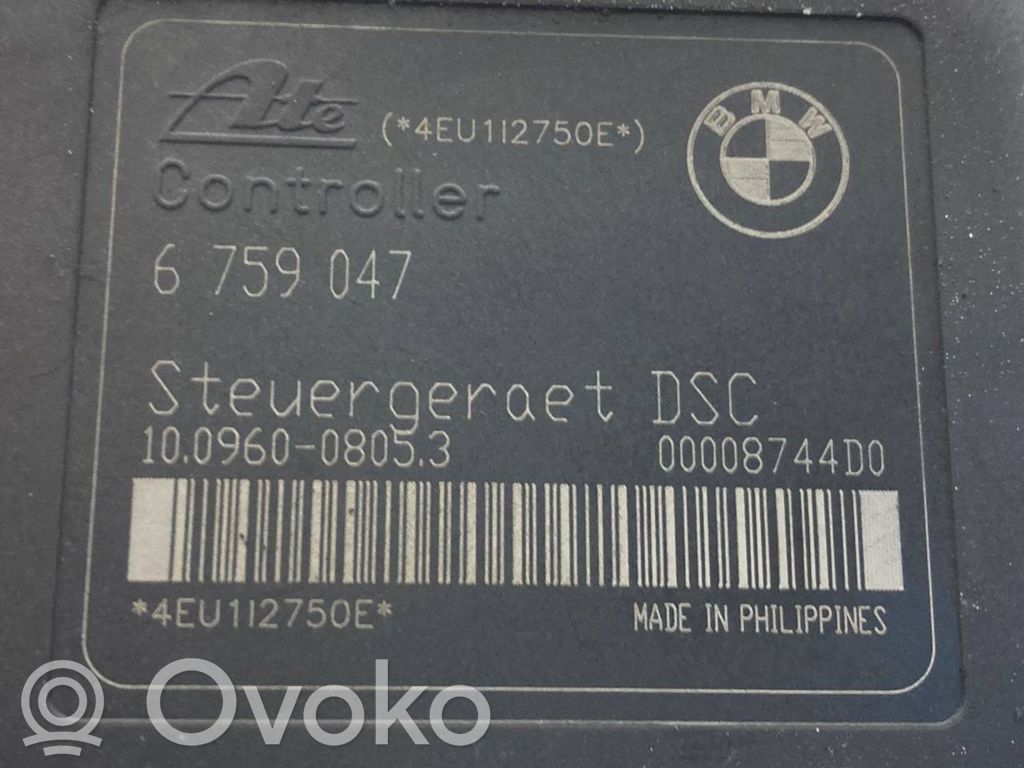 Ate (*4EU1I2750E*) BMW
Controller
6 759 047
Steuergeraet DSC
10.0960-0805.3 00008744D0
*4EU1I2750E* MADE IN PHILIPPINES
Ovoko